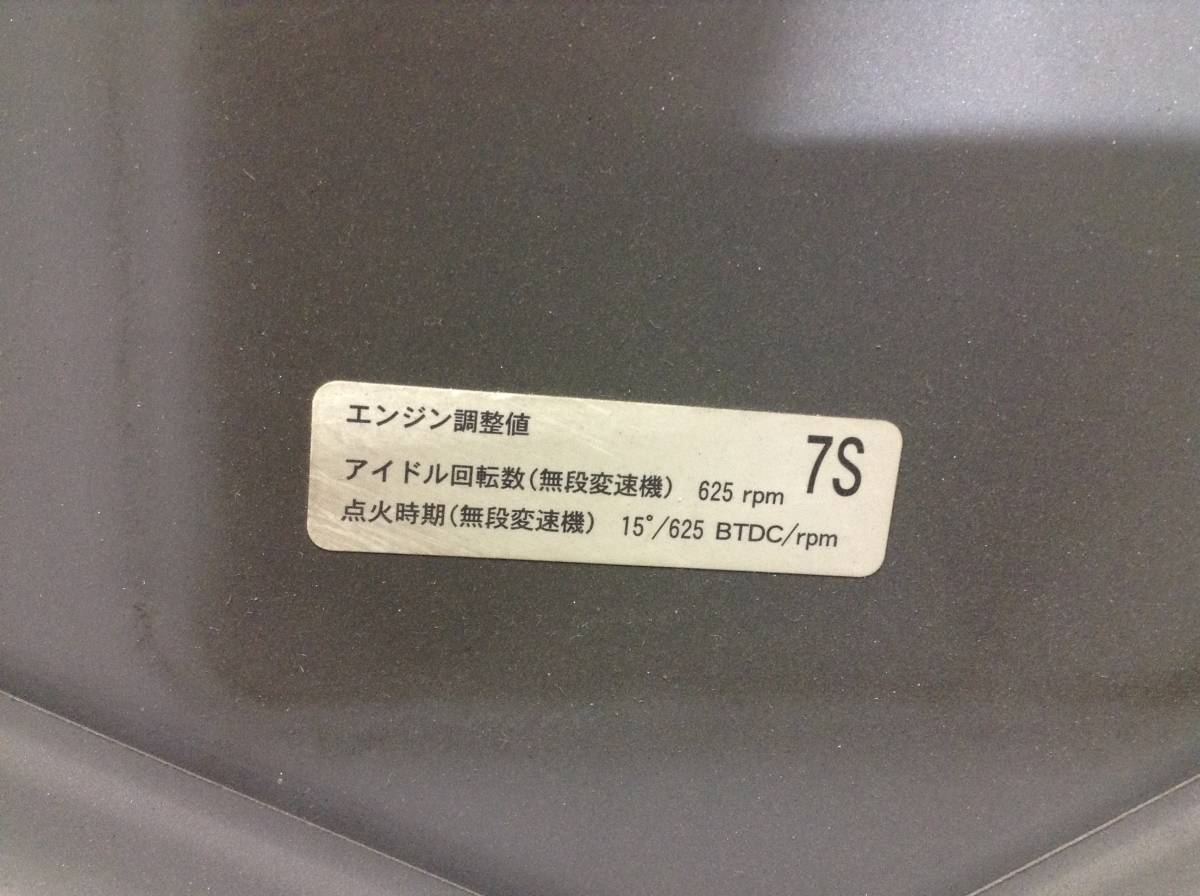 エンジン調整値
7S
アイドル回転数(無段変速機) 625 rpm
点火時期(無段変速機) 15°/625 BTDC/rpm